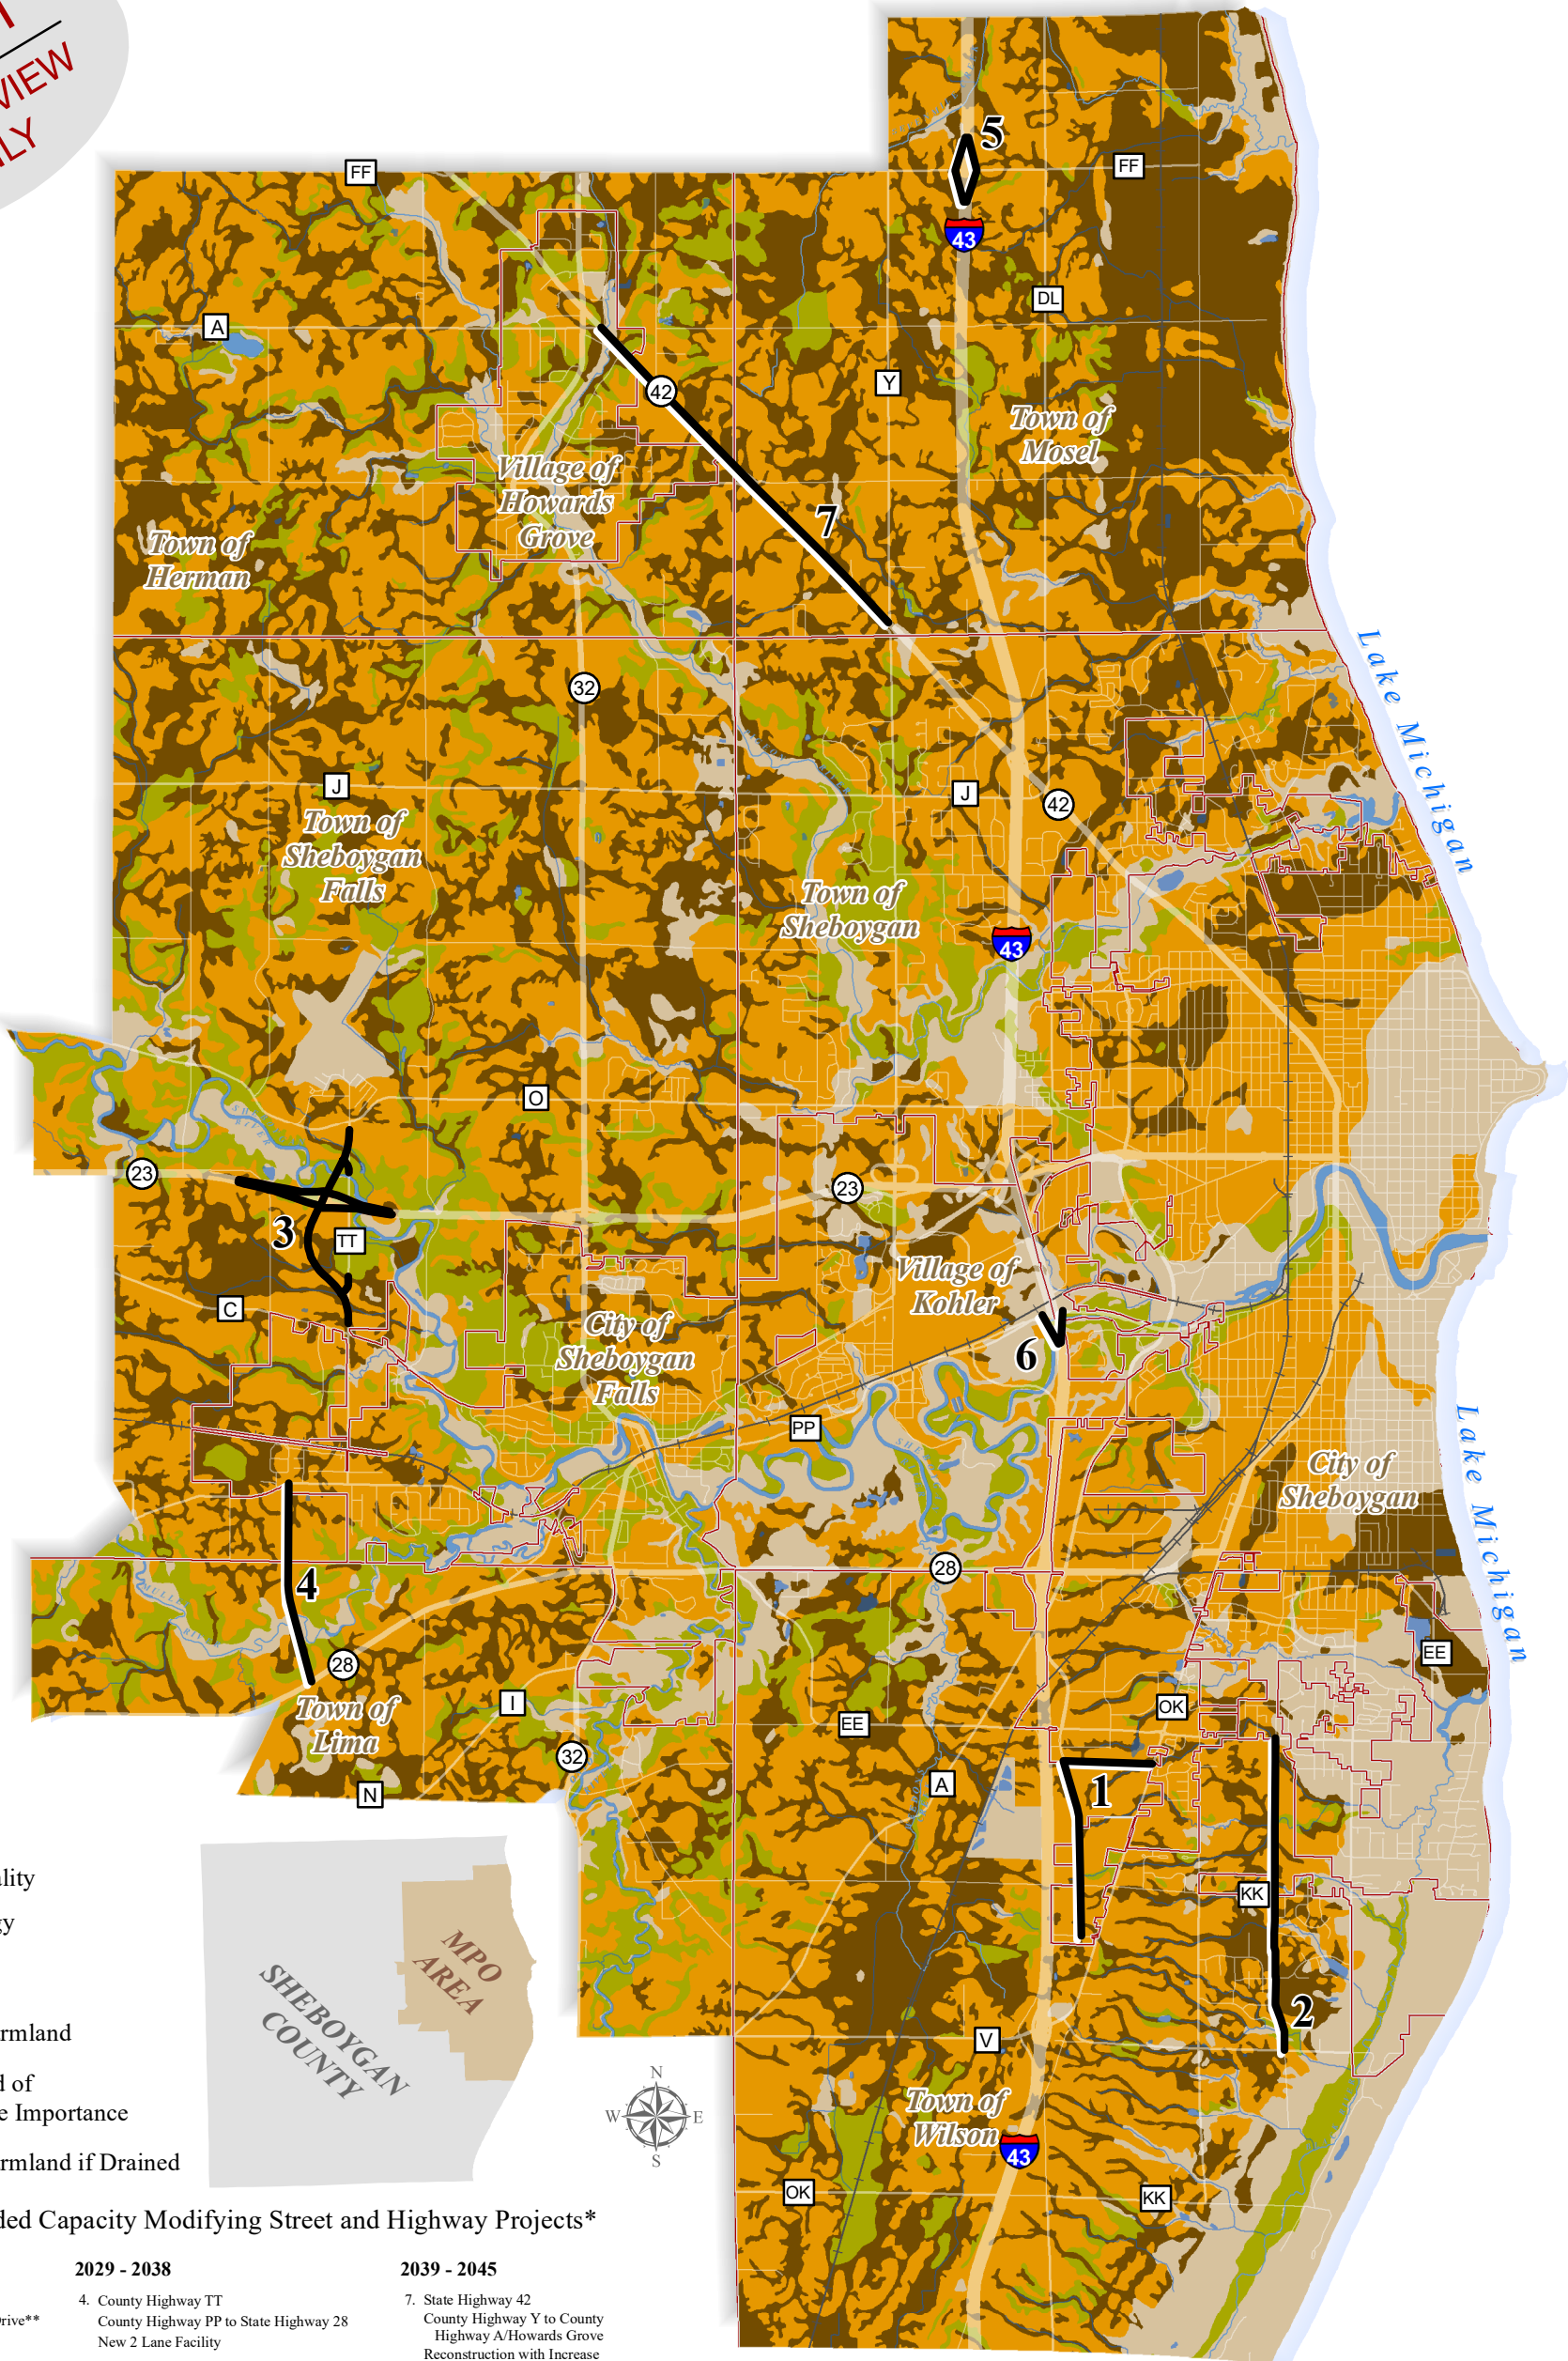 VIEW
FF
5
FF
43
A
DL
42
Y
Town of
Mosel
Village of
Howards
Grove
7
Town of
Herman
Lake Michigan
32
J
J
42
Town of
Sheboygan
Falls
Town of
Sheboygan
43
O
23
23
3
TT
C
Village of
Kohler
City of
Sheboygan
Falls
6
PP
Lake Michigan
City of
Sheboygan
28
4
28
EE
Town of
Lima
I
OK
EE
32
A
N
1
KK
2
V
MPO
AREA
SHEBOYGAN
COUNTY
N
W E
S
Town of
Wilson
43
OK
KK
lity
gy
rmland
d of
e Importance
rmland if Drained
ded Capacity Modifying Street and Highway Projects*
2029 - 2038
4. County Highway TT
County Highway PP to State Highway 28
New 2 Lane Facility
2039 - 2045
7. State Highway 42
County Highway Y to County
Highway A/Howards Grove
Reconstruction with Increase
rive**